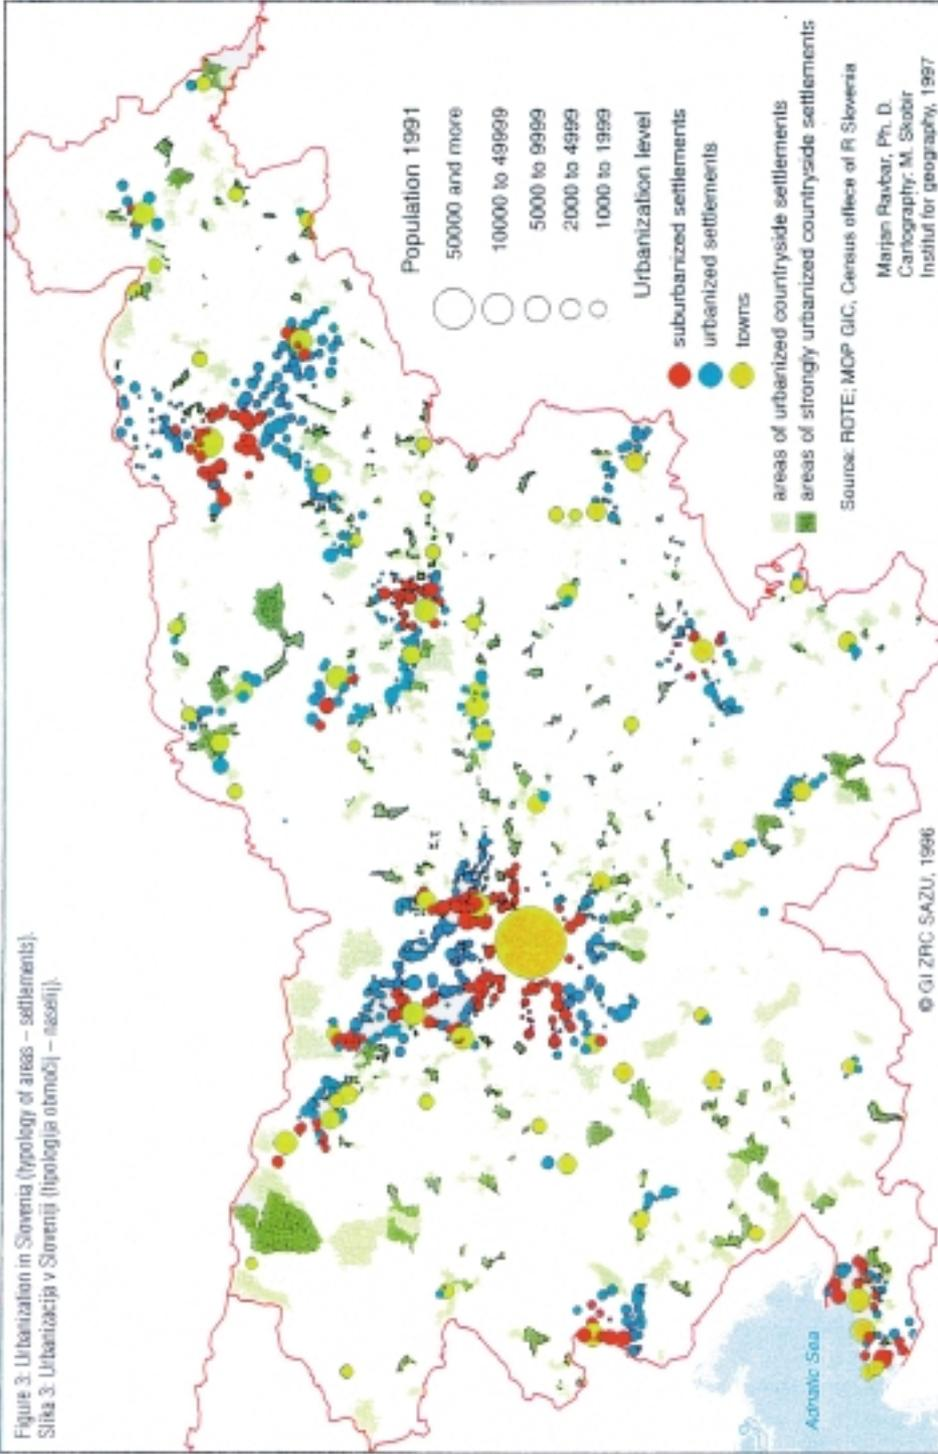 Figure 3: Urbanization in Slovenia (typology of areas – settlements).
Slika 3: Urbanizacija v Sloveniji (tipologija območij – naselij).
Population 1991
50000 and more
10000 to 49999
5000 to 9999
2000 to 4999
1000 to 1999
Urbanization level
suburbanized settlements
urbanized settlements
towns
areas of urbanized countryside settlements
areas of strongly urbanized countryside settlements
Source: ROTE; MOP GIC, Census office of R Slovenia
Marjan Ravbar, Ph. D.
Cartography: M. Skobir
Institut for geography, 1997
© GI ZRC SAZU, 1996
Adriatic Sea